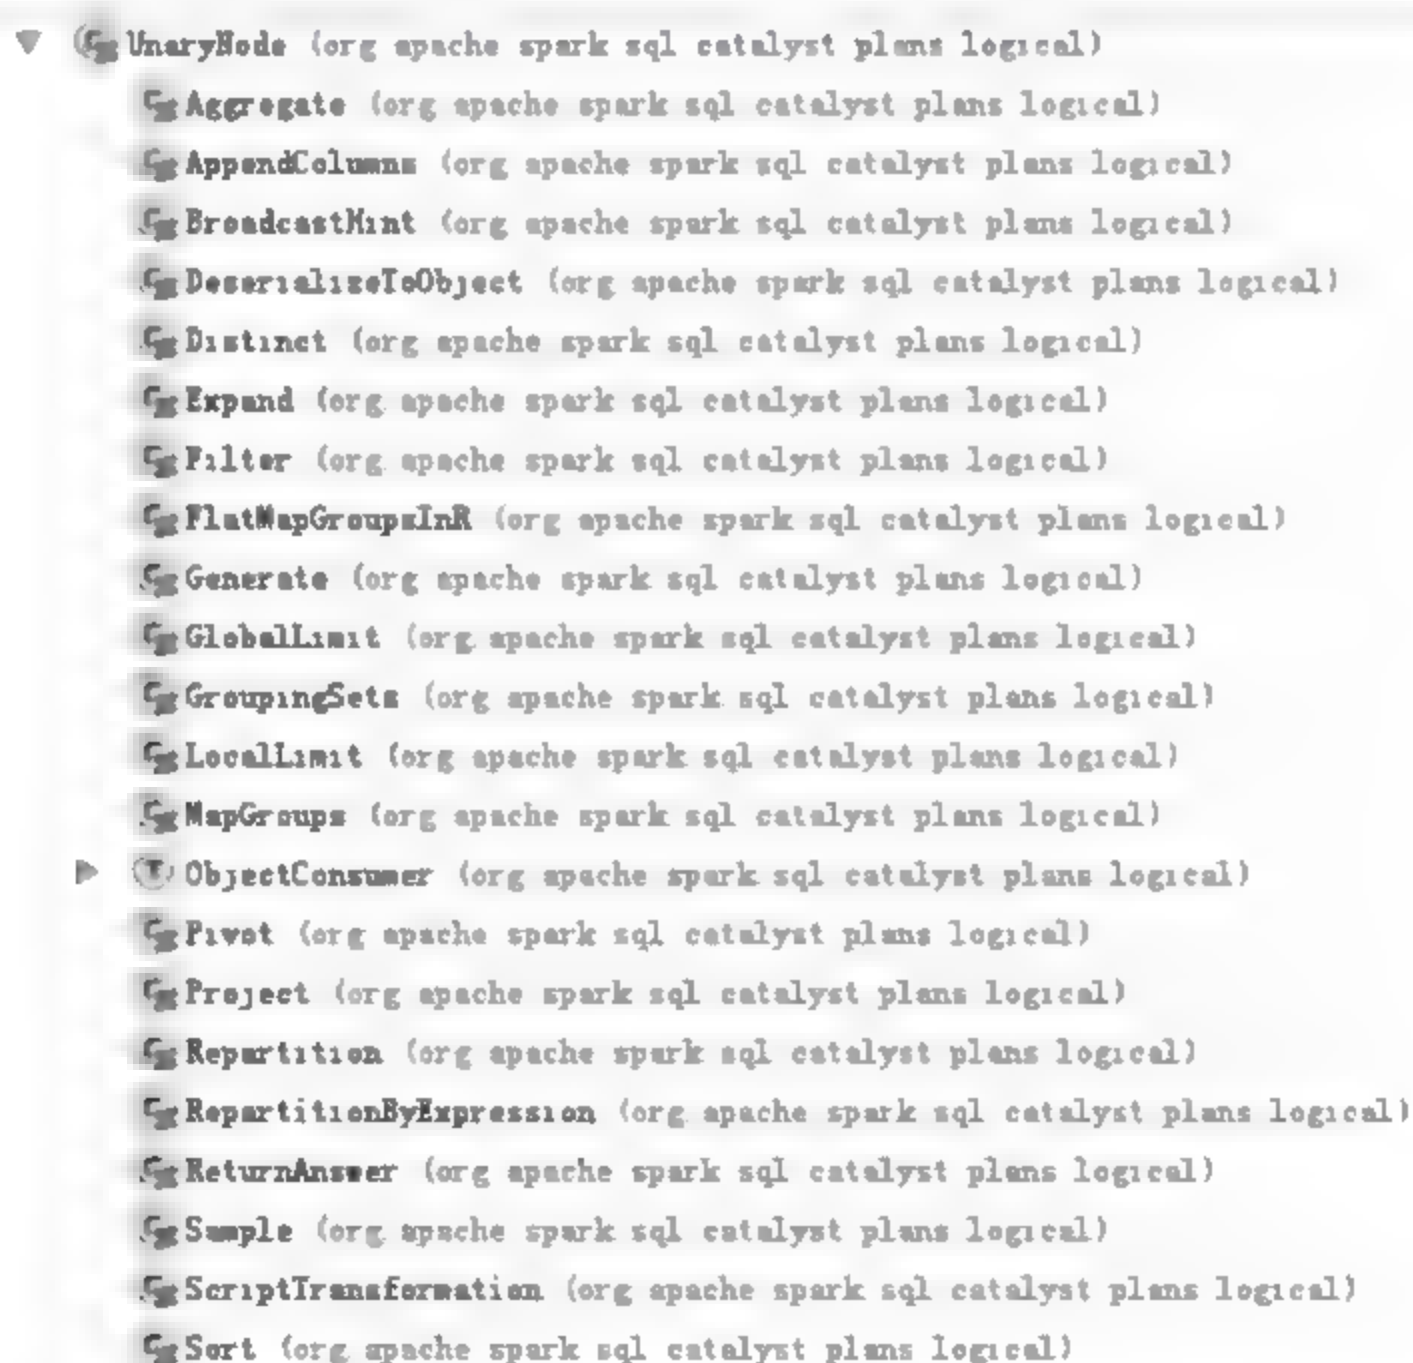 UnaryNode (org apache spark sql catalyst plans logical)
Aggregate (org apache spark sql catalyst plans logical)
AppendColumns (org apache spark sql catalyst plans logical)
BroadcastHint (org apache spark sql catalyst plans logical)
DeserializeToObject (org apache spark sql catalyst plans logical)
Distinct (org apache spark sql catalyst plans logical)
Expand (org apache spark sql catalyst plans logical)
Filter (org apache spark sql catalyst plans logical)
FlatMapGroupsInR (org apache spark sql catalyst plans logical)
Generate (org apache spark sql catalyst plans logical)
GlobalLimit (org apache spark sql catalyst plans logical)
GroupingSets (org apache spark sql catalyst plans logical)
LocalLimit (org apache spark sql catalyst plans logical)
MapGroups (org apache spark sql catalyst plans logical)
ObjectConsumer (org apache spark sql catalyst plans logical)
Pivot (org apache spark sql catalyst plans logical)
Project (org apache spark sql catalyst plans logical)
Repartition (org apache spark sql catalyst plans logical)
RepartitionByExpression (org apache spark sql catalyst plans logical)
ReturnAnswer (org apache spark sql catalyst plans logical)
Sample (org apache spark sql catalyst plans logical)
ScriptTransformation (org apache spark sql catalyst plans logical)
Sort (org apache spark sql catalyst plans logical)